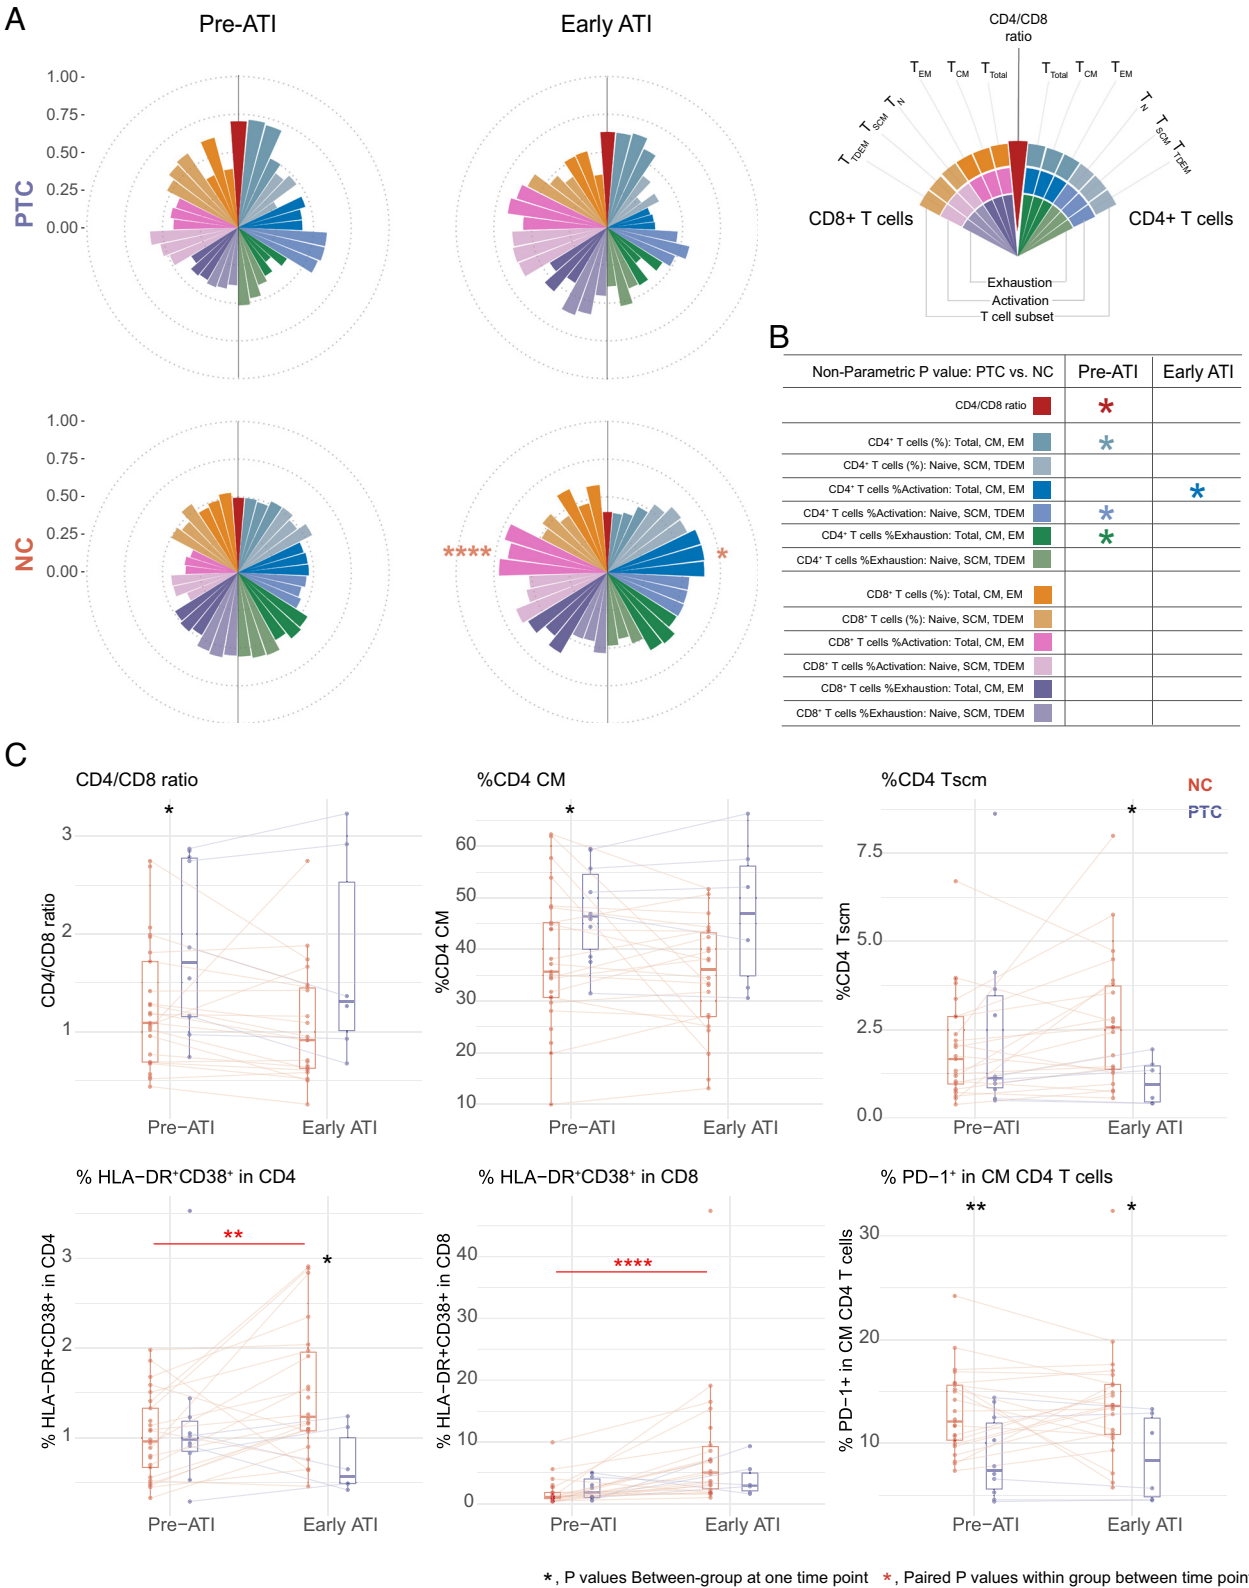 A
Pre-ATI
Early ATI
CD4/CD8
ratio
TEM
TCM
TTotal
TTotal
TCM
TEM
TN
TSCM
TTDEM
TN
TSCM
TTDEM
CD8+ T cells
CD4+ T cells
Exhaustion
Activation
T cell subset
PTC
1.00
0.75
0.50
0.25
0.00
NC
1.00
0.75
0.50
0.25
0.00
****
*
B
Non-Parametric P value: PTC vs. NC Pre-ATI Early ATI
CD4/CD8 ratio *
CD4⁺ T cells (%): Total, CM, EM *
CD4⁺ T cells (%): Naive, SCM, TDEM
CD4⁺ T cells %Activation: Total, CM, EM *
CD4⁺ T cells %Activation: Naive, SCM, TDEM *
CD4⁺ T cells %Exhaustion: Total, CM, EM *
CD4⁺ T cells %Exhaustion: Naive, SCM, TDEM
CD8⁺ T cells (%): Total, CM, EM
CD8⁺ T cells (%): Naive, SCM, TDEM
CD8⁺ T cells %Activation: Total, CM, EM
CD8⁺ T cells %Activation: Naive, SCM, TDEM
CD8⁺ T cells %Exhaustion: Total, CM, EM
CD8⁺ T cells %Exhaustion: Naive, SCM, TDEM
C
CD4/CD8 ratio
*
CD4/CD8 ratio
3
2
1
Pre−ATI Early ATI
%CD4 CM
*
%CD4 CM
60
50
40
30
20
10
Pre−ATI Early ATI
%CD4 Tscm
NC
PTC
*
%CD4 Tscm
7.5
5.0
2.5
0.0
Pre−ATI Early ATI
% HLA−DR⁺CD38⁺ in CD4
**
*
% HLA−DR+CD38+ in CD4
3
2
1
Pre−ATI Early ATI
% HLA−DR⁺CD38⁺ in CD8
****
% HLA−DR+CD38+ in CD8
40
30
20
10
0
Pre−ATI Early ATI
% PD−1⁺ in CM CD4 T cells
** *
% PD−1+ in CM CD4 T cells
30
20
10
Pre−ATI Early ATI
*, P values Between-group at one time point *, Paired P values within group between time poin